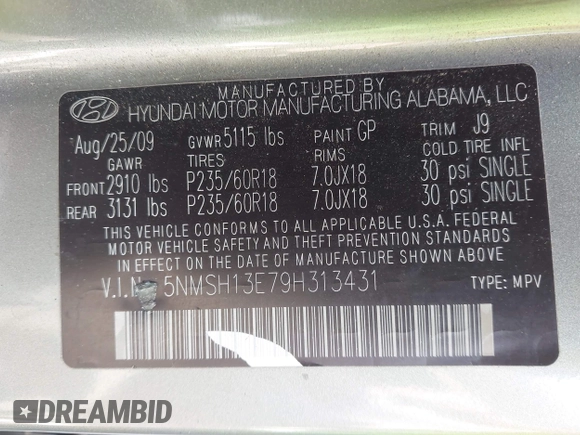 MANUFACTURED BY
HYUNDAI MOTOR MANUFACTURING ALABAMA, LLC
Aug/25/09 GVWR 5115 lbs PAINT GP TRIM J9
GAWR TIRES RIMS COLD TIRE INFL
FRONT 2910 lbs P235/60R18 7.0JX18 30 psi SINGLE
REAR 3131 lbs P235/60R18 7.0JX18 30 psi SINGLE
THIS VEHICLE CONFORMS TO ALL APPLICABLE U.S.A. FEDERAL
MOTOR VEHICLE SAFETY AND THEFT PREVENTION STANDARDS
IN EFFECT ON THE DATE OF MANUFACTURE SHOWN ABOVE
V.I.N 5NMSH13E79H313431 TYPE: MPV
DREAMBID